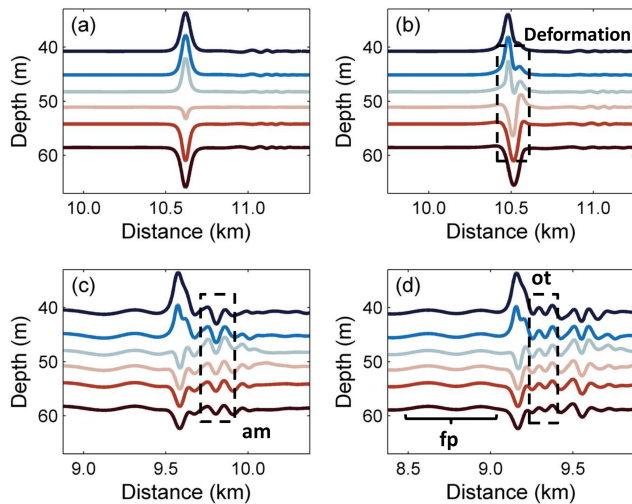 (a)
(b)
Deformation
40
50
60
Depth (m)
10.0
10.5
11.0
Distance (km)
40
50
60
Depth (m)
10.0
10.5
11.0
Distance (km)
(c)
am
40
50
60
Depth (m)
9.0
9.5
10.0
Distance (km)
(d)
ot
fp
40
50
60
Depth (m)
8.5
9.0
9.5
Distance (km)